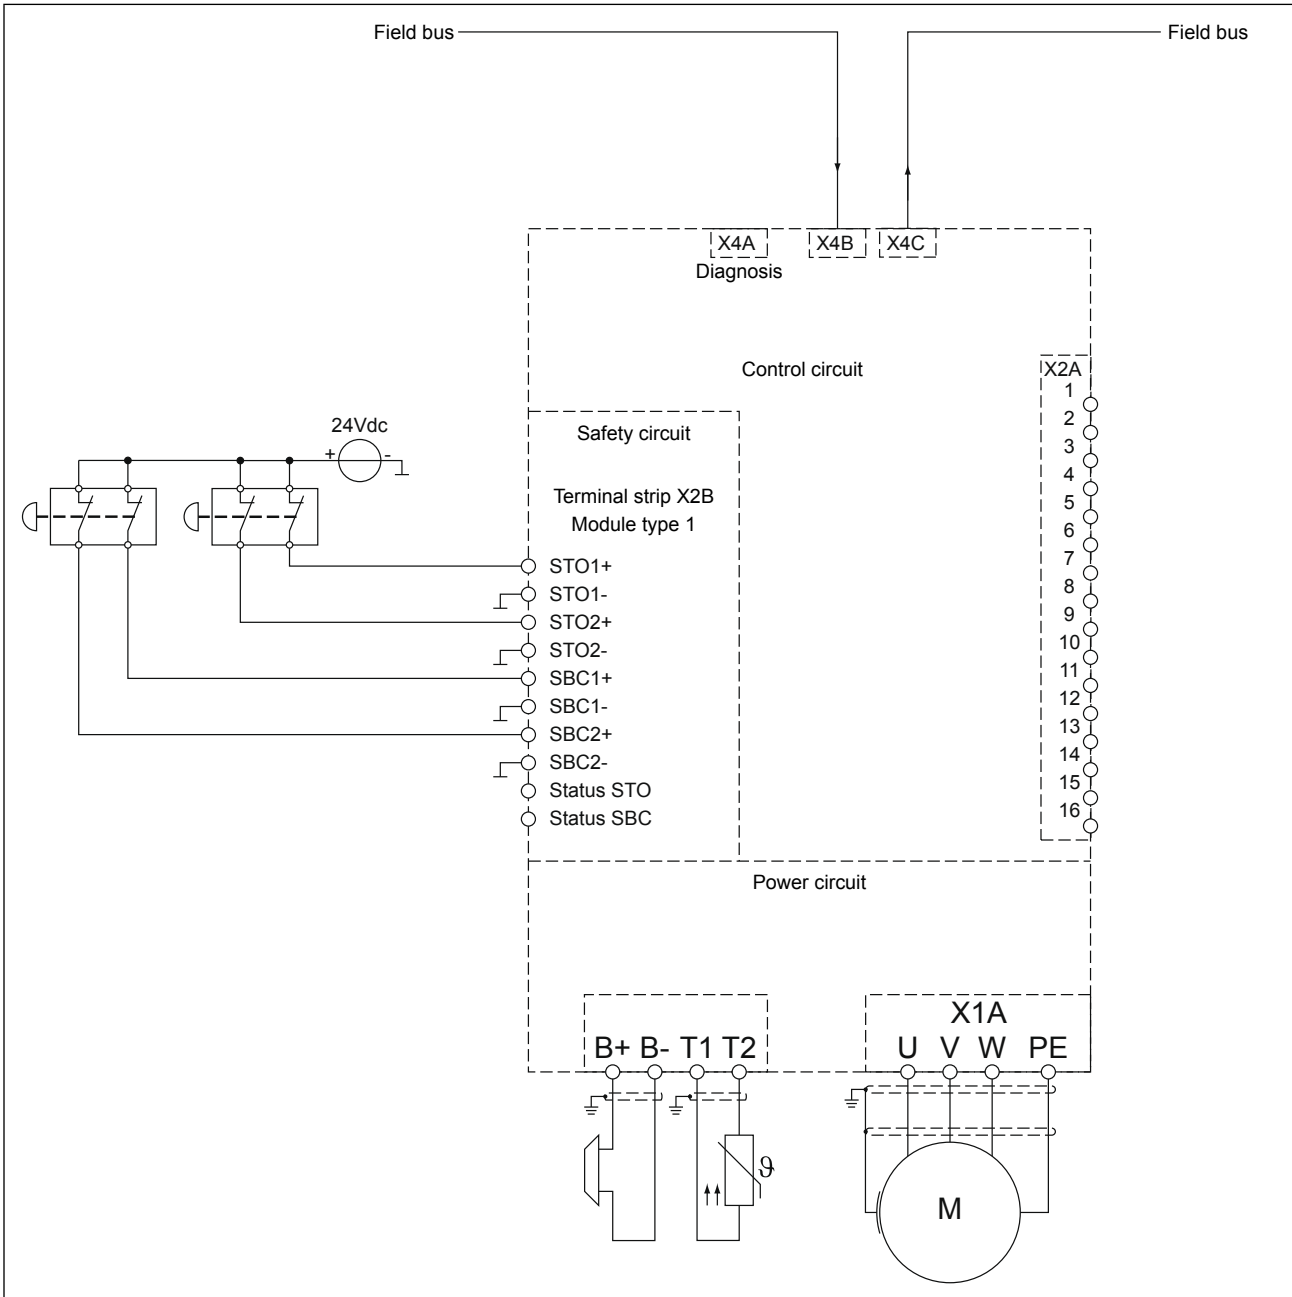 Field bus
Field bus
X4A
X4B
X4C
Diagnosis
Control circuit
X2A
1
2
3
4
5
6
7
8
9
10
11
12
13
14
15
16
24Vdc
+
-
Safety circuit
Terminal strip X2B
Module type 1
STO1+
STO1-
STO2+
STO2-
SBC1+
SBC1-
SBC2+
SBC2-
Status STO
Status SBC
Power circuit
B+ B- T1 T2
X1A
U V W PE
ϑ
M